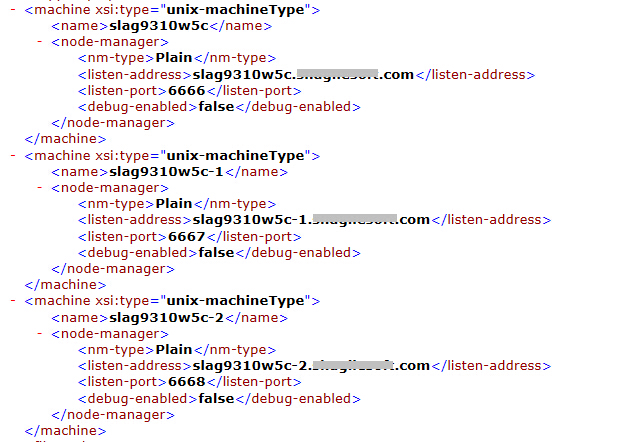 - <machine xsi:type="unix-machineType">
<name>slag9310w5c</name>
- <node-manager>
<nm-type>Plain</nm-type>
<listen-address>slag9310w5c. .com</listen-address>
<listen-port>6666</listen-port>
<debug-enabled>false</debug-enabled>
</node-manager>
</machine>
- <machine xsi:type="unix-machineType">
<name>slag9310w5c-1</name>
- <node-manager>
<nm-type>Plain</nm-type>
<listen-address>slag9310w5c-1. .com</listen-address>
<listen-port>6667</listen-port>
<debug-enabled>false</debug-enabled>
</node-manager>
</machine>
- <machine xsi:type="unix-machineType">
<name>slag9310w5c-2</name>
- <node-manager>
<nm-type>Plain</nm-type>
<listen-address>slag9310w5c-2. .com</listen-address>
<listen-port>6668</listen-port>
<debug-enabled>false</debug-enabled>
</node-manager>
</machine>